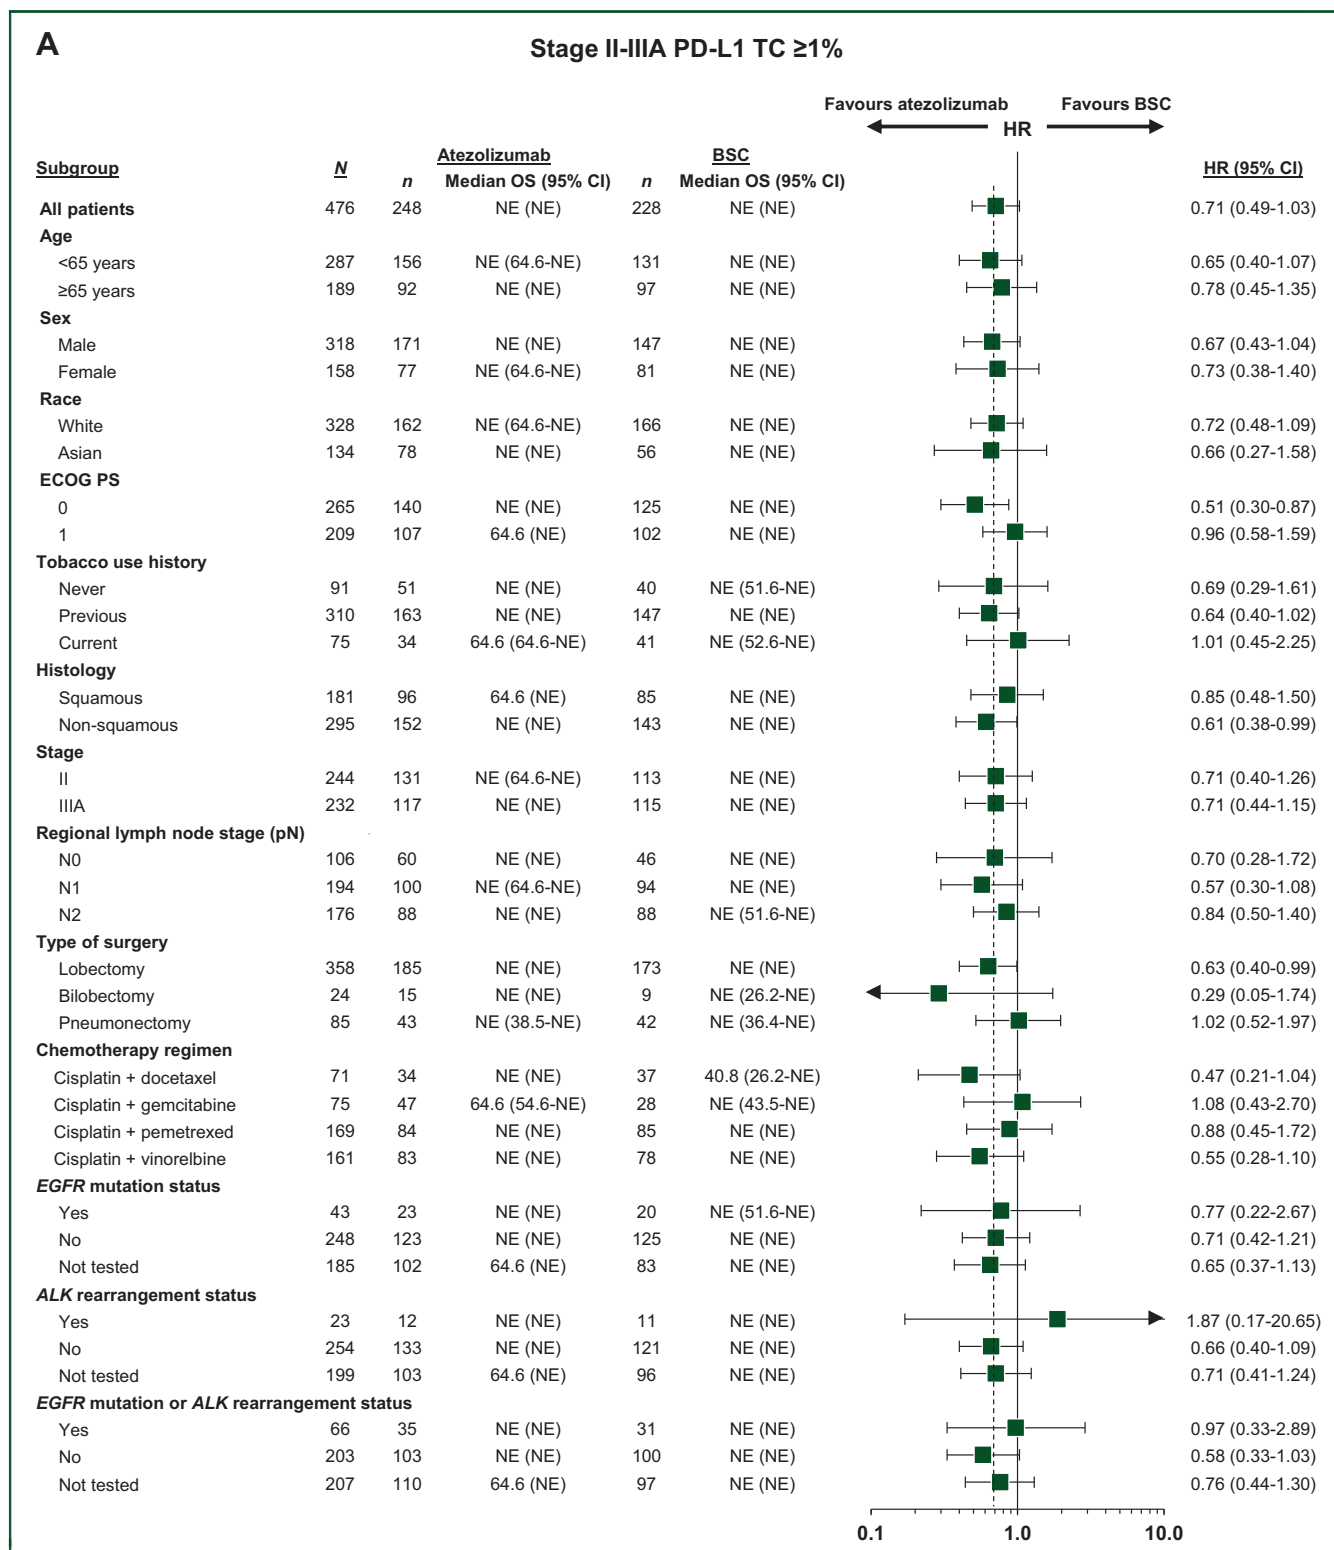 A
Stage II-IIIA PD-L1 TC ≥1%
Favours atezolizumab Favours BSC
HR
Subgroup N Atezolizumab BSC HR (95% CI)
n Median OS (95% CI) n Median OS (95% CI)
All patients 476 248 NE (NE) 228 NE (NE) 0.71 (0.49-1.03)
Age
<65 years 287 156 NE (64.6-NE) 131 NE (NE) 0.65 (0.40-1.07)
≥65 years 189 92 NE (NE) 97 NE (NE) 0.78 (0.45-1.35)
Sex
Male 318 171 NE (NE) 147 NE (NE) 0.67 (0.43-1.04)
Female 158 77 NE (64.6-NE) 81 NE (NE) 0.73 (0.38-1.40)
Race
White 328 162 NE (64.6-NE) 166 NE (NE) 0.72 (0.48-1.09)
Asian 134 78 NE (NE) 56 NE (NE) 0.66 (0.27-1.58)
ECOG PS
0 265 140 NE (NE) 125 NE (NE) 0.51 (0.30-0.87)
1 209 107 64.6 (NE) 102 NE (NE) 0.96 (0.58-1.59)
Tobacco use history
Never 91 51 NE (NE) 40 NE (51.6-NE) 0.69 (0.29-1.61)
Previous 310 163 NE (NE) 147 NE (NE) 0.64 (0.40-1.02)
Current 75 34 64.6 (64.6-NE) 41 NE (52.6-NE) 1.01 (0.45-2.25)
Histology
Squamous 181 96 64.6 (NE) 85 NE (NE) 0.85 (0.48-1.50)
Non-squamous 295 152 NE (NE) 143 NE (NE) 0.61 (0.38-0.99)
Stage
II 244 131 NE (64.6-NE) 113 NE (NE) 0.71 (0.40-1.26)
IIIA 232 117 NE (NE) 115 NE (NE) 0.71 (0.44-1.15)
Regional lymph node stage (pN)
N0 106 60 NE (NE) 46 NE (NE) 0.70 (0.28-1.72)
N1 194 100 NE (64.6-NE) 94 NE (NE) 0.57 (0.30-1.08)
N2 176 88 NE (NE) 88 NE (51.6-NE) 0.84 (0.50-1.40)
Type of surgery
Lobectomy 358 185 NE (NE) 173 NE (NE) 0.63 (0.40-0.99)
Bilobectomy 24 15 NE (NE) 9 NE (26.2-NE) 0.29 (0.05-1.74)
Pneumonectomy 85 43 NE (38.5-NE) 42 NE (36.4-NE) 1.02 (0.52-1.97)
Chemotherapy regimen
Cisplatin + docetaxel 71 34 NE (NE) 37 40.8 (26.2-NE) 0.47 (0.21-1.04)
Cisplatin + gemcitabine 75 47 64.6 (54.6-NE) 28 NE (43.5-NE) 1.08 (0.43-2.70)
Cisplatin + pemetrexed 169 84 NE (NE) 85 NE (NE) 0.88 (0.45-1.72)
Cisplatin + vinorelbine 161 83 NE (NE) 78 NE (NE) 0.55 (0.28-1.10)
EGFR mutation status
Yes 43 23 NE (NE) 20 NE (51.6-NE) 0.77 (0.22-2.67)
No 248 123 NE (NE) 125 NE (NE) 0.71 (0.42-1.21)
Not tested 185 102 64.6 (NE) 83 NE (NE) 0.65 (0.37-1.13)
ALK rearrangement status
Yes 23 12 NE (NE) 11 NE (NE) 1.87 (0.17-20.65)
No 254 133 NE (NE) 121 NE (NE) 0.66 (0.40-1.09)
Not tested 199 103 64.6 (NE) 96 NE (NE) 0.71 (0.41-1.24)
EGFR mutation or ALK rearrangement status
Yes 66 35 NE (NE) 31 NE (NE) 0.97 (0.33-2.89)
No 203 103 NE (NE) 100 NE (NE) 0.58 (0.33-1.03)
Not tested 207 110 64.6 (NE) 97 NE (NE) 0.76 (0.44-1.30)
0.1 1.0 10.0